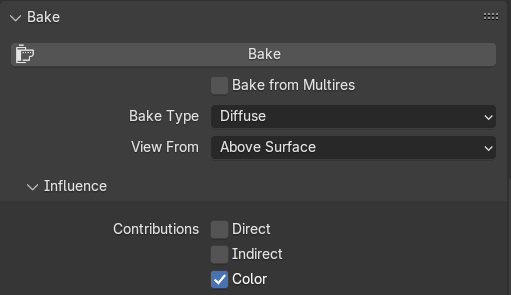 Bake
Bake
Bake from Multires
Bake Type Diffuse
View From Above Surface
Influence
Contributions Direct
Indirect
Color